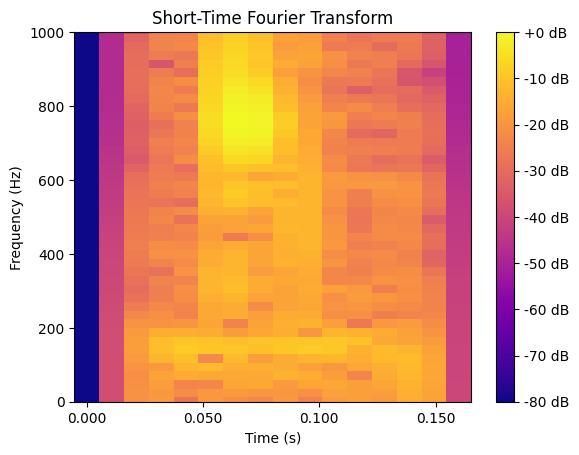 Short-Time Fourier Transform
1000
800
600
400
200
0
Frequency (Hz)
0.000
0.050
0.100
0.150
Time (s)
+0 dB
-10 dB
-20 dB
-30 dB
-40 dB
-50 dB
-60 dB
-70 dB
-80 dB